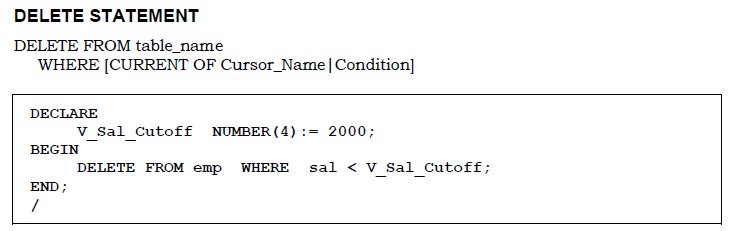 DELETE STATEMENT
DELETE FROM table_name
WHERE [CURRENT OF Cursor_Name|Condition]
DECLARE
V_Sal_Cutoff NUMBER(4):= 2000;
BEGIN
DELETE FROM emp WHERE sal < V_Sal_Cutoff;
END;
/